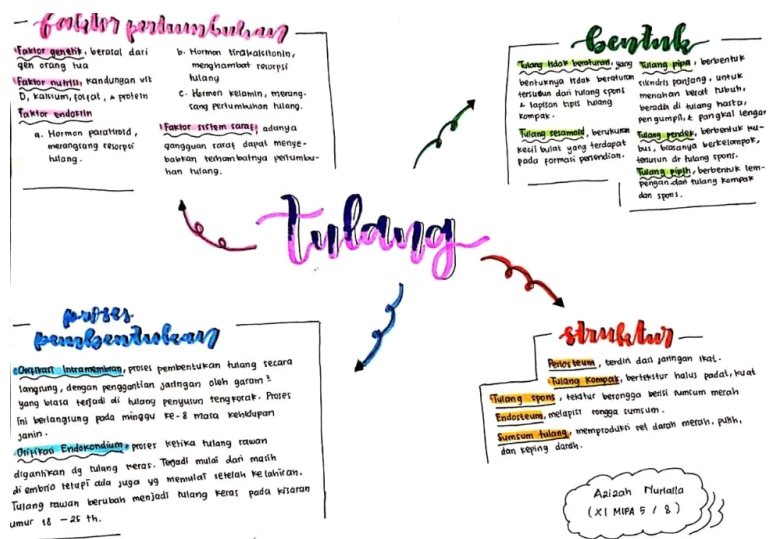 faktor pertumbuhan
Faktor genetik, berasal dari
gen orang tua
Faktor nutrisi, kandungan vit
D, kalsium, fosfat, & protein
faktor endokrin
a. Hormon paratiroid,
merangsang resorpsi
tulang.
b. Hormon tirokalsitonin,
menghambat resorpsi
tulang
c. Hormon kelamin, merang-
sang pertumbuhan tulang.
Faktor sistem saraf, adanya
gangguan saraf dapat menye-
babkan terhambatnya pertumbu-
han tulang.
bentuk
Tulang tidak beraturan, yang
bentuknya tidak beraturan
tersusun dari tulang spons
& lapisan tipis tulang
kompak.
Tulang sesamoid, berukuran
kecil bulat yang terdapat
pada formasi persendian.
Tulang pipa, berbentuk
silindris panjang, untuk
menahan berat tubuh,
berada di tulang hasta,
pengumpil, & pangkal lengan
Tulang pendek, berbentuk ku-
bus, biasanya berkelompok,
tersusun dr tulang spons.
Tulang pipih, berbentuk lem-
pengan dari tulang kompak
dan spons.
tulang
proses
pembentukan
Osifikasi Intramembran, proses pembentukan tulang secara
langsung, dengan penggantian jaringan oleh garam²
yang biasa terjadi di tulang penyusun tengkorak. Proses
ini berlangsung pada minggu ke-8 masa kehidupan
janin.
Osifikasi Endokondium, proses ketika tulang rawan
digantikan dg tulang keras. Terjadi mulai dari masih
di embrio tetapi ada juga yg memulai setelah kelahiran.
Tulang rawan berubah menjadi tulang keras pada kisaran
umur 18 - 25 th.
struktur
Periosteum, terdiri dari jaringan ikat.
Tulang kompak, bertekstur halus padat, kuat
Tulang spons, tekstur berongga berisi sumsum merah
Endosteum, melapisi rongga sumsum.
Sumsum tulang, memproduksi sel darah merah, putih,
dan keping darah.
Azizah Nurlaila
(XI MIPA 5 / 8)